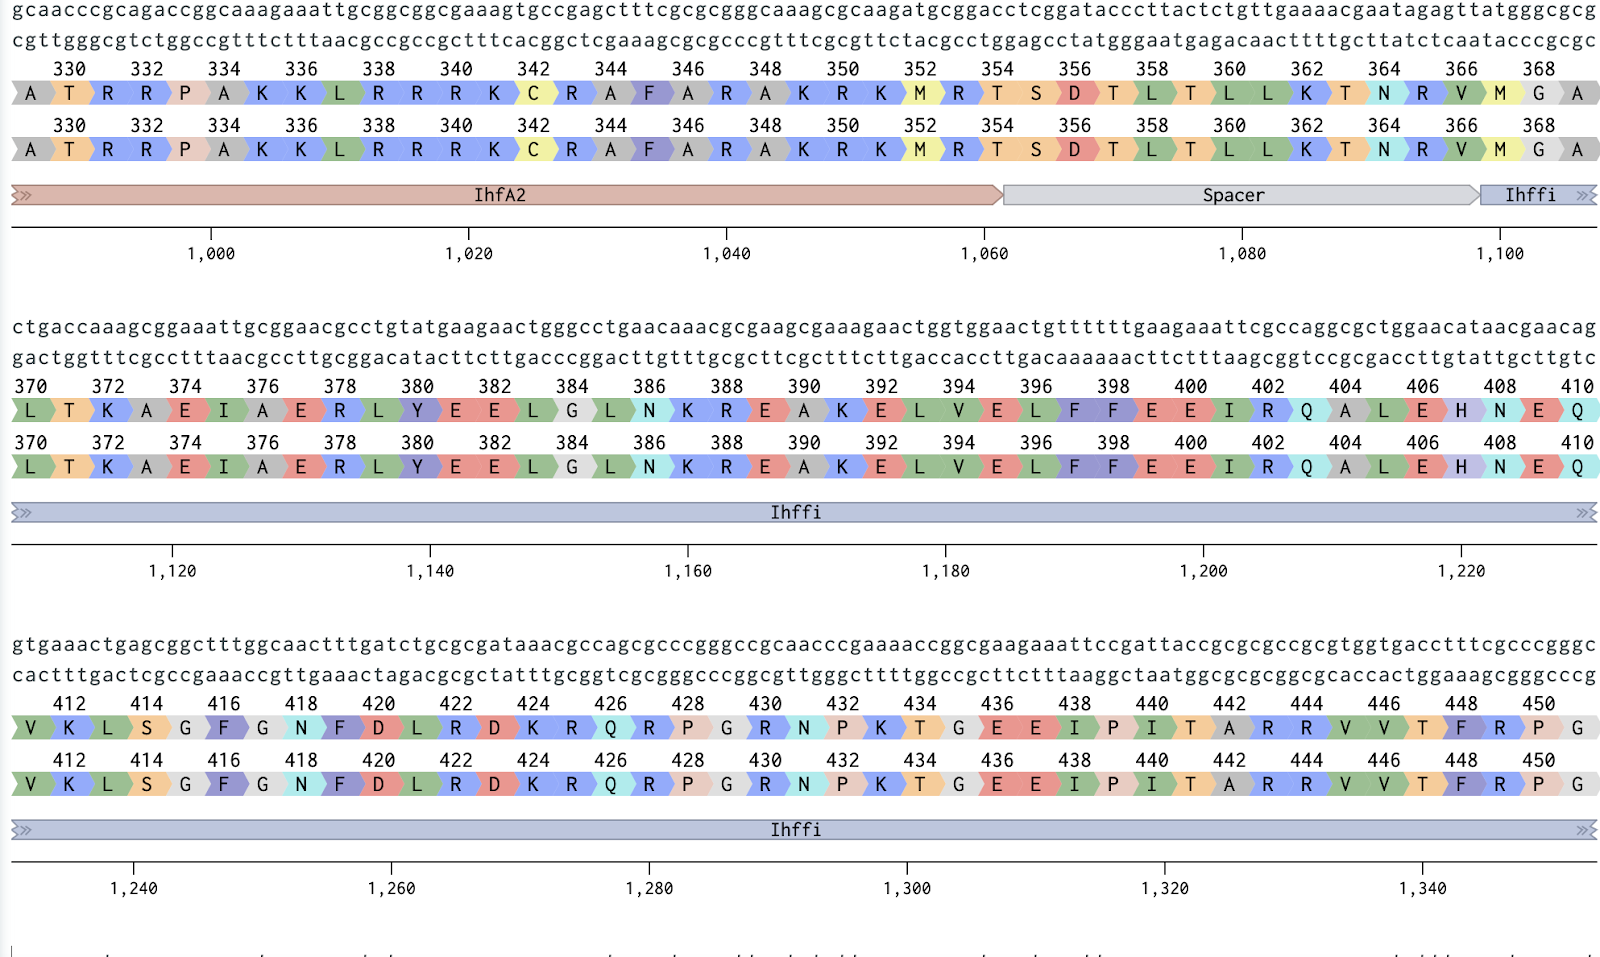 gcaacccgcagaccggcaaagaaattgcggcggcgaaagtgccgagctttcgcgcgggcaaagcgcaagatgcggacctcggatacccttactctgttgaaaacgaatagagttatgggcgcg
cgttgggcgtctggccgtttctttaacgccgccgctttcacggctcgaaagcgcgcccgtttcgcgttctacgcctggagcctatgggaatgagacaacttttgcttatctcaatacccgcgc
330 332 334 336 338 340 342 344 346 348 350 352 354 356 358 360 362 364 366 368
A T R R P A K K L R R R K C R A F A R A K R K M R T S D T L T L L K T N R V M G A
330 332 334 336 338 340 342 344 346 348 350 352 354 356 358 360 362 364 366 368
A T R R P A K K L R R R K C R A F A R A K R K M R T S D T L T L L K T N R V M G A
IhfA2 Spacer Ihffi
1,000 1,020 1,040 1,060 1,080 1,100
ctgaccaaagcggaaattgcggaacgcctgtatgaagaactgggcctgaacaaacgcgaagcgaaagaactggtggaactgttttttgaagaaattcgccaggcgctggaacataacgaacag
gactggtttcgcctttaacgccttgcggacatacttcttgacccggacttgtttgcgcttcgctttcttgaccaccttgacaaaaaacttctttaagcggtccgcgaccttgtattgcttgtc
370 372 374 376 378 380 382 384 386 388 390 392 394 396 398 400 402 404 406 408 410
L T K A E I A E R L Y E E L G L N K R E A K E L V E L F F E E I R Q A L E H N E Q
370 372 374 376 378 380 382 384 386 388 390 392 394 396 398 400 402 404 406 408 410
L T K A E I A E R L Y E E L G L N K R E A K E L V E L F F E E I R Q A L E H N E Q
Ihffi
1,120 1,140 1,160 1,180 1,200 1,220
gtgaaactgagcggctttggcaactttgatctgcgcgataaacgccagcgcccgggccgcaacccgaaaaccggcgaagaaattccgattaccgcgcgccgcgtggtgacctttcgcccgggc
cactttgactcgccgaaaccgttgaaactagacgcgctatttgcggtcgcgggcccggcgttgggcttttggccgcttctttaaggctaatggcgcgcggcgcaccactggaaagcgggcccg
412 414 416 418 420 422 424 426 428 430 432 434 436 438 440 442 444 446 448 450
V K L S G F G N F D L R D K R Q R P G R N P K T G E E I P I T A R R V V T F R P G
412 414 416 418 420 422 424 426 428 430 432 434 436 438 440 442 444 446 448 450
V K L S G F G N F D L R D K R Q R P G R N P K T G E E I P I T A R R V V T F R P G
Ihffi
1,240 1,260 1,280 1,300 1,320 1,340